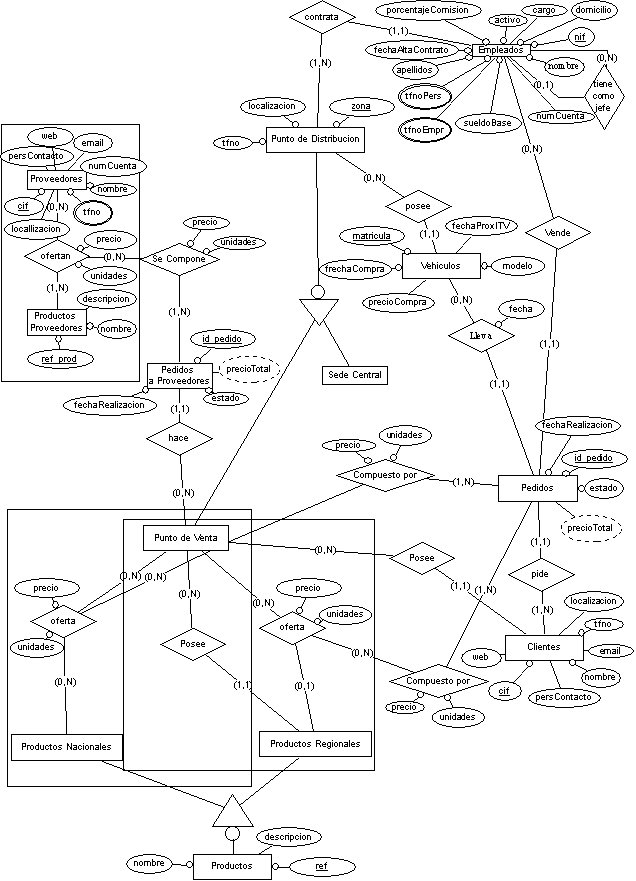 contrata
porcentajeComision
activo
cargo
domicilio
(1,1)
nif
fechaAltaContrato
Empleados
(1,N)
nombre
(0,N)
apellidos
(0,1)
tiene
como
jefe
tfnoPers
localizacion
zona
sueldoBase
numCuenta
tfnoEmpr
tfno
Punto de Distribucion
(0,N)
web
email
persContacto
numCuenta
Proveedores
nombre
(0,N)
posee
cif
(0,N)
tfno
locallizacion
precio
fechaProxITV
Vende
precio
matricula
(1,1)
unidades
ofertan
(0,N)
Se Compone
frechaCompra
Vehiculos
modelo
unidades
(1,N)
descripcion
precioCompra
(0,N)
fecha
Productos
Proveedores
nombre
(1,N)
Lleva
id_pedido
(1,1)
ref_prod
Pedidos
a Proveedores
precioTotal
Sede Central
(1,1)
estado
fechaRealizacion
(1,1)
fechaRealizacion
hace
unidades
precio
id_pedido
Compuesto por
(1,N)
Pedidos
estado
(0,N)
precioTotal
Punto de Venta
(0,N)
Posee
(1,1)
(0,N)
(0,N)
pide
precio
(0,N)
(0,N)
precio
(1,1)
(1,N)
unidades
localizacion
(1,N)
oferta
oferta
tfno
unidades
Posee
Clientes
email
(0,N)
web
nombre
(0,N)
(1,1)
(0,1)
Compuesto por
cif
persContacto
precio
unidades
Productos Nacionales
Productos Regionales
descripcion
nombre
Productos
ref